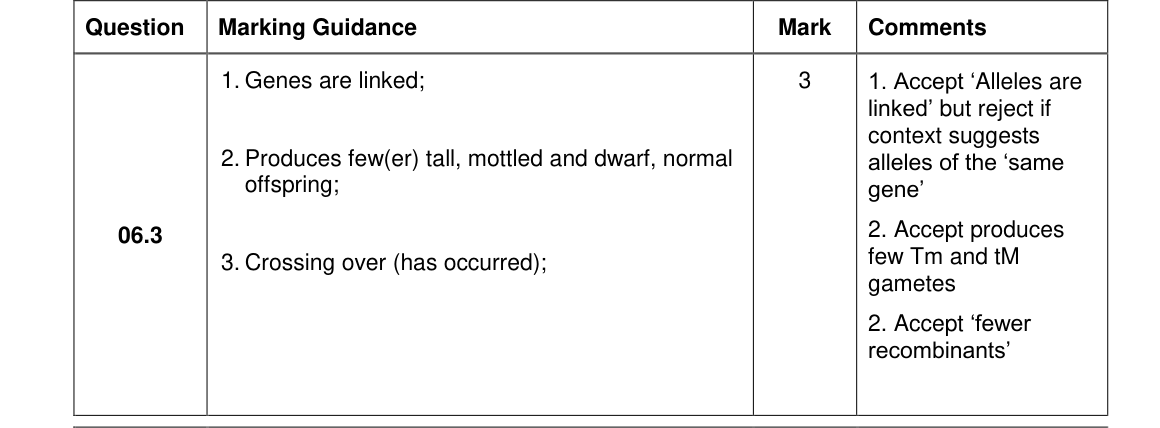 Question Marking Guidance Mark Comments
06.3
1. Genes are linked;
2. Produces few(er) tall, mottled and dwarf, normal
offspring;
3. Crossing over (has occurred);
3
1. Accept ‘Alleles are
linked’ but reject if
context suggests
alleles of the ‘same
gene’
2. Accept produces
few Tm and tM
gametes
2. Accept ‘fewer
recombinants’